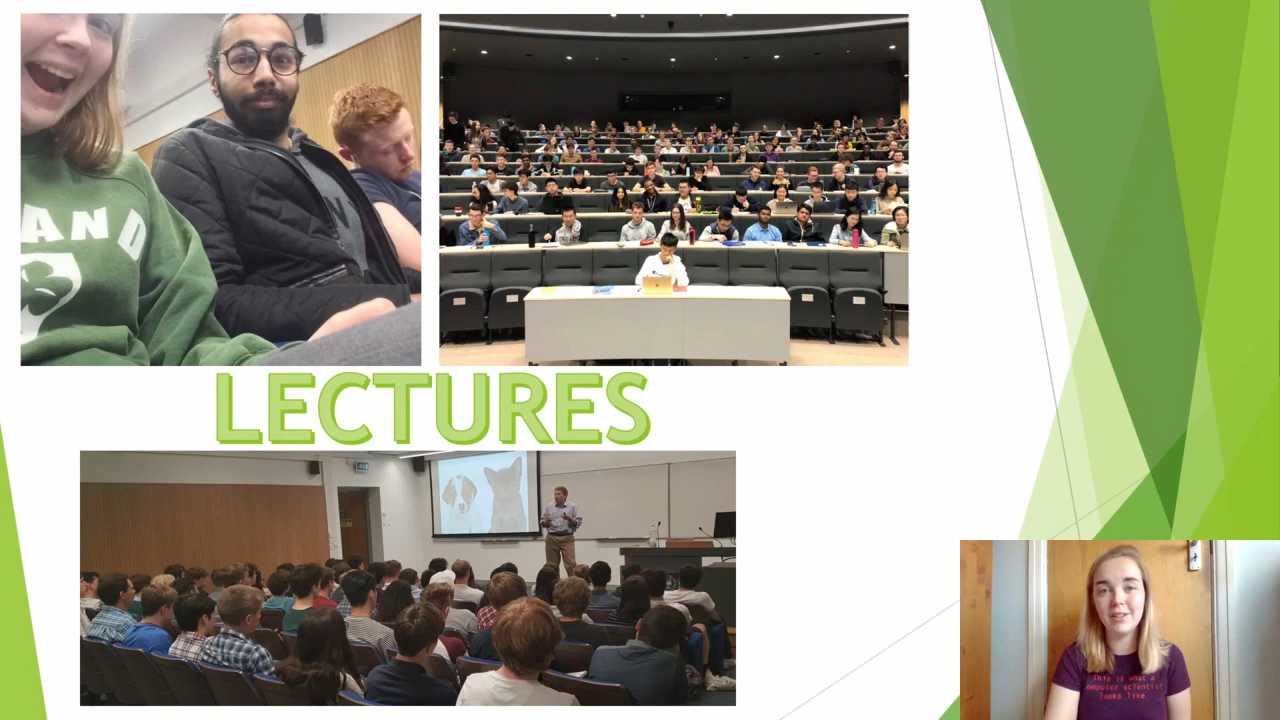 AND
LECTURES
This is what a
computer scientist
looks like